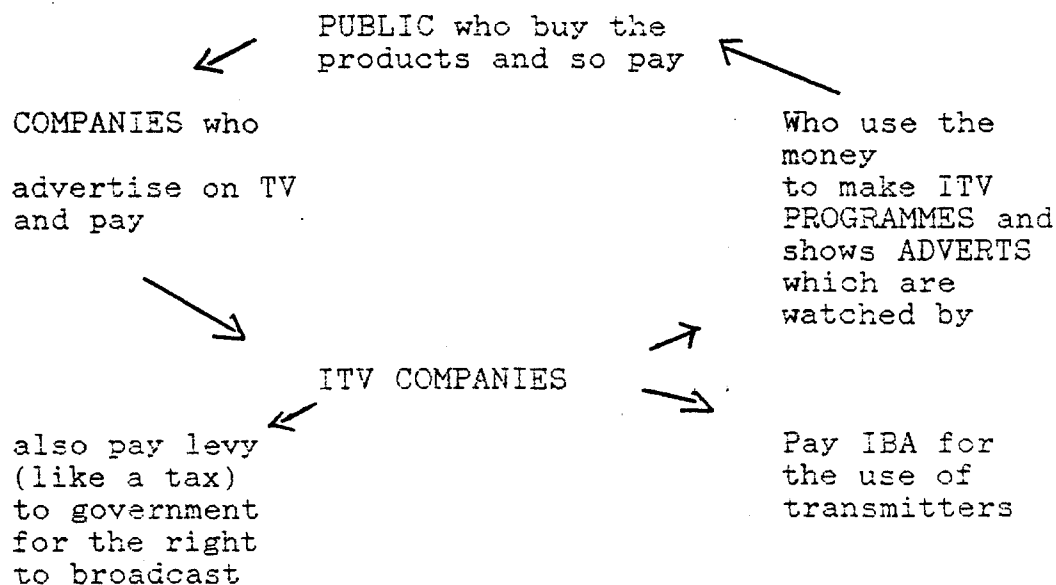 PUBLIC who buy the
products and so pay
COMPANIES who
advertise on TV
and pay
Who use the
money
to make ITV
PROGRAMMES and
shows ADVERTS
which are
watched by
ITV COMPANIES
also pay levy
(like a tax)
to government
for the right
to broadcast
Pay IBA for
the use of
transmitters